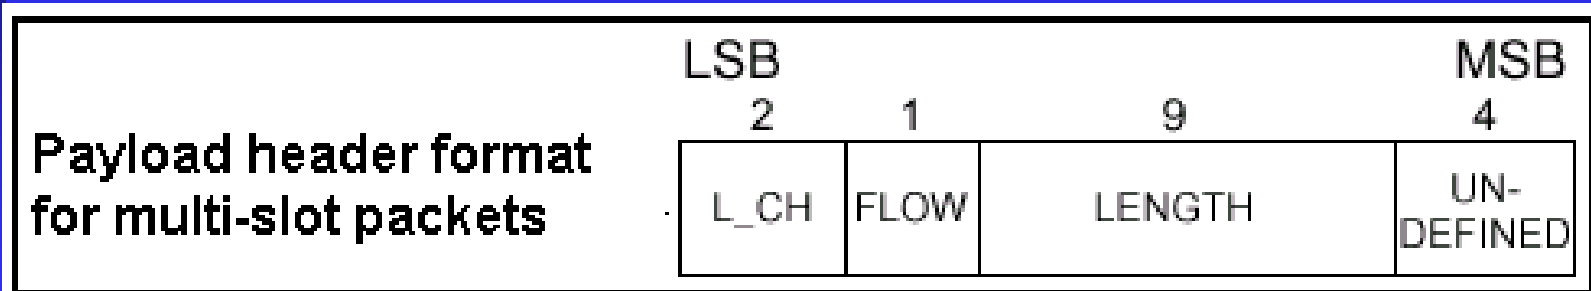 LSB MSB
2 1 9 4
Payload header format
for multi-slot packets
L_CH FLOW LENGTH UN-
DEFINED